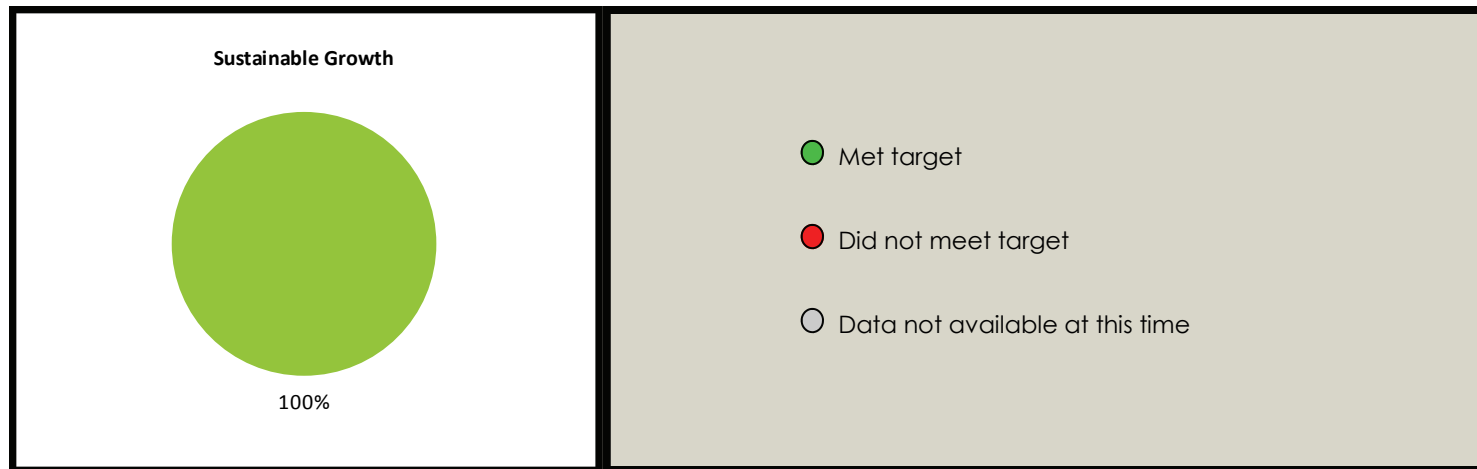 Sustainable Growth
100%
Met target
Did not meet target
Data not available at this time